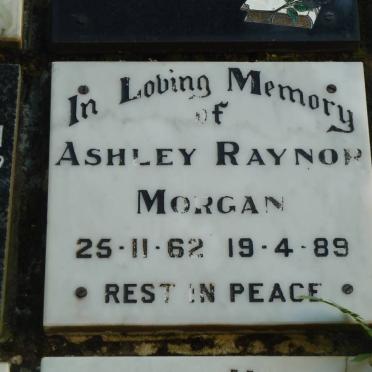 In Loving Memory
of
ASHLEY RAYNOR
MORGAN
25·11·62 19·4·89
REST IN PEACE